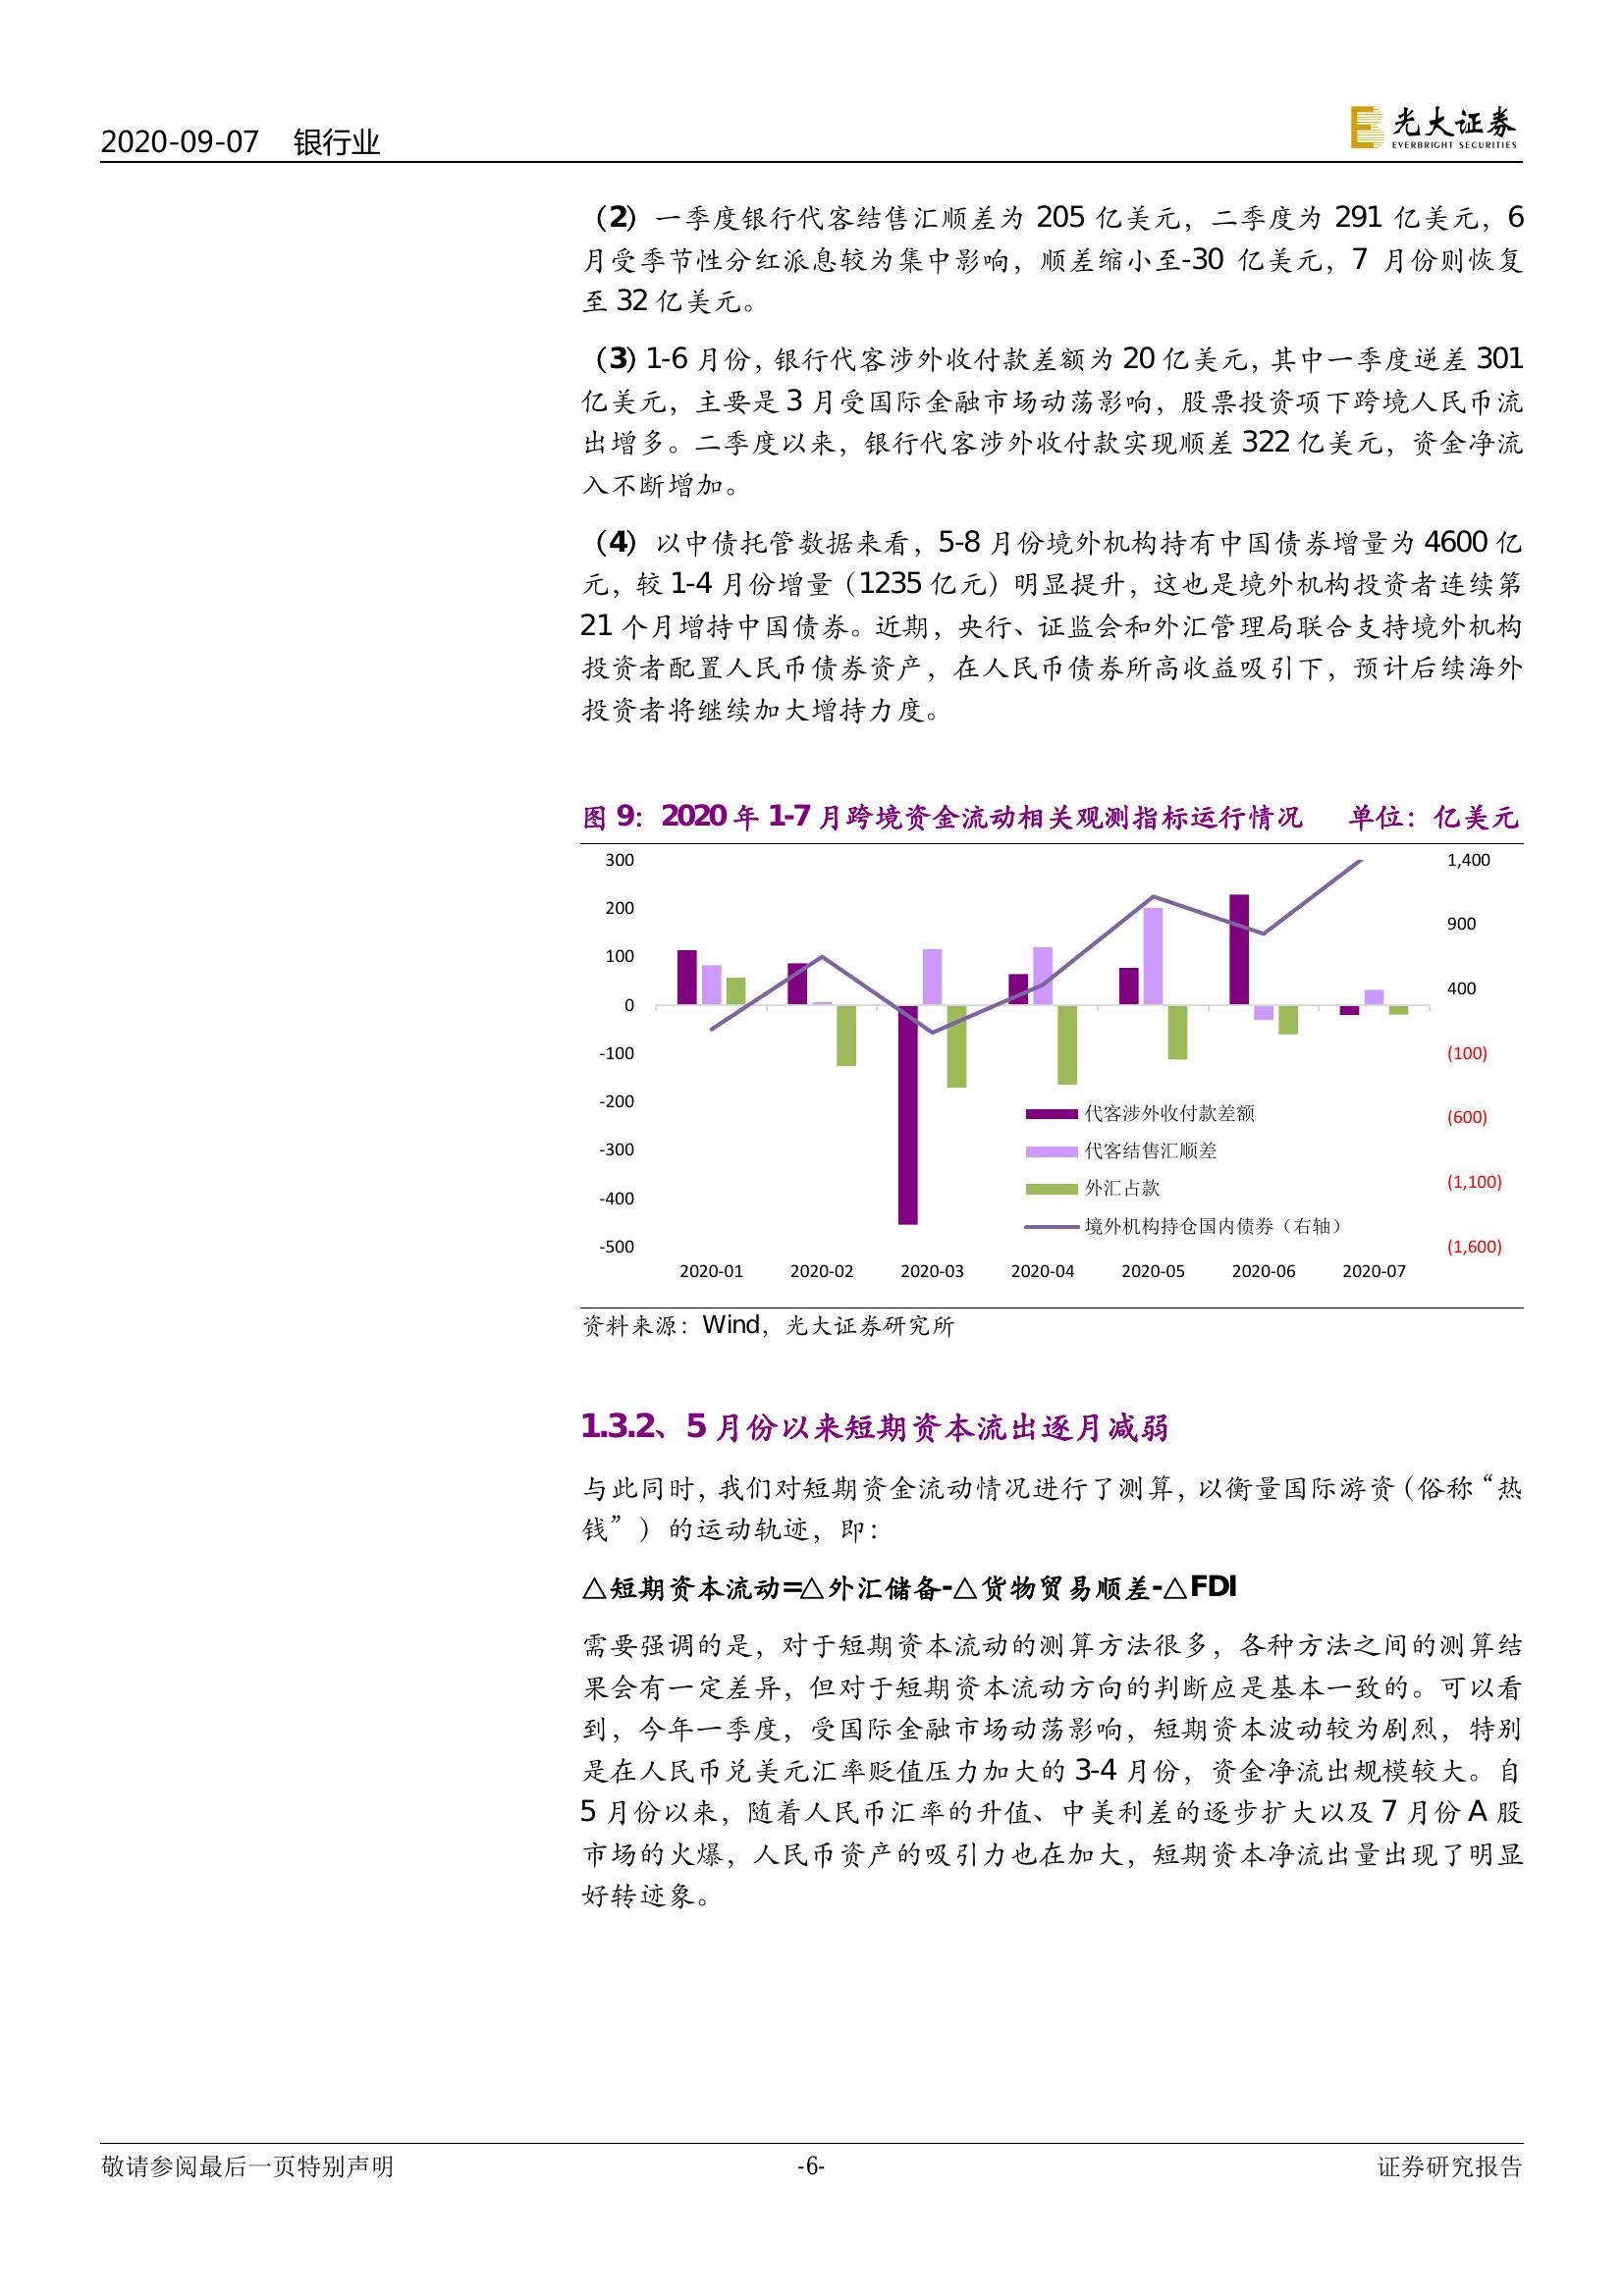 2020-09-07 银行业
光大证券
EVERBRIGHT SECURITIES
（2）一季度银行代客结售汇顺差为 205 亿美元，二季度为 291 亿美元，6
月受季节性分红派息较为集中影响，顺差缩小至-30 亿美元，7 月份则恢复
至 32 亿美元。
（3）1-6 月份，银行代客涉外收付款差额为 20 亿美元，其中一季度逆差 301
亿美元，主要是 3 月受国际金融市场动荡影响，股票投资项下跨境人民币流
出增多。二季度以来，银行代客涉外收付款实现顺差 322 亿美元，资金净流
入不断增加。
（4）以中债托管数据来看，5-8 月份境外机构持有中国债券增量为 4600 亿
元，较 1-4 月份增量（1235 亿元）明显提升，这也是境外机构投资者连续第
21 个月增持中国债券。近期，央行、证监会和外汇管理局联合支持境外机构
投资者配置人民币债券资产，在人民币债券所高收益吸引下，预计后续海外
投资者将继续加大增持力度。
图 9：2020 年 1-7 月跨境资金流动相关观测指标运行情况 单位：亿美元
300 1,400
200 900
100 400
0
-100 (100)
-200 (600)
-300
-400 (1,100)
-500 (1,600)
代客涉外收付款差额
代客结售汇顺差
外汇占款
境外机构持仓国内债券（右轴）
2020-01 2020-02 2020-03 2020-04 2020-05 2020-06 2020-07
资料来源：Wind，光大证券研究所
1.3.2、5 月份以来短期资本流出逐月减弱
与此同时，我们对短期资金流动情况进行了测算，以衡量国际游资（俗称“热
钱”）的运动轨迹，即：
△短期资本流动=△外汇储备-△货物贸易顺差-△FDI
需要强调的是，对于短期资本流动的测算方法很多，各种方法之间的测算结
果会有一定差异，但对于短期资本流动方向的判断应是基本一致的。可以看
到，今年一季度，受国际金融市场动荡影响，短期资本波动较为剧烈，特别
是在人民币兑美元汇率贬值压力加大的 3-4 月份，资金净流出规模较大。自
5 月份以来，随着人民币汇率的升值、中美利差的逐步扩大以及 7 月份 A 股
市场的火爆，人民币资产的吸引力也在加大，短期资本净流出量出现了明显
好转迹象。
敬请参阅最后一页特别声明 -6- 证券研究报告